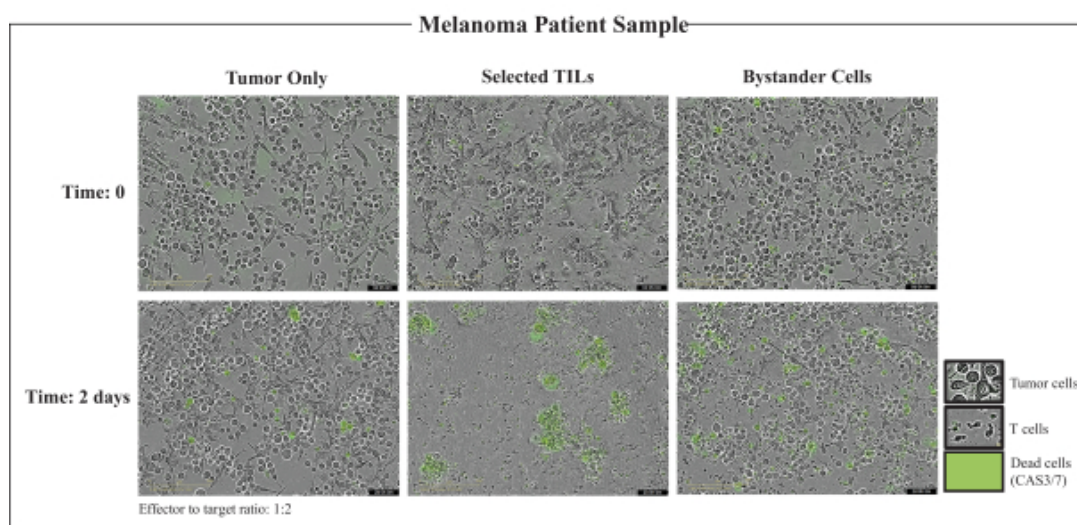 Melanoma Patient Sample
Tumor Only
Selected TILs
Bystander Cells
Time: 0
Time: 2 days
Tumor cells
T cells
Dead cells
(CAS3/7)
Effector to target ratio: 1:2